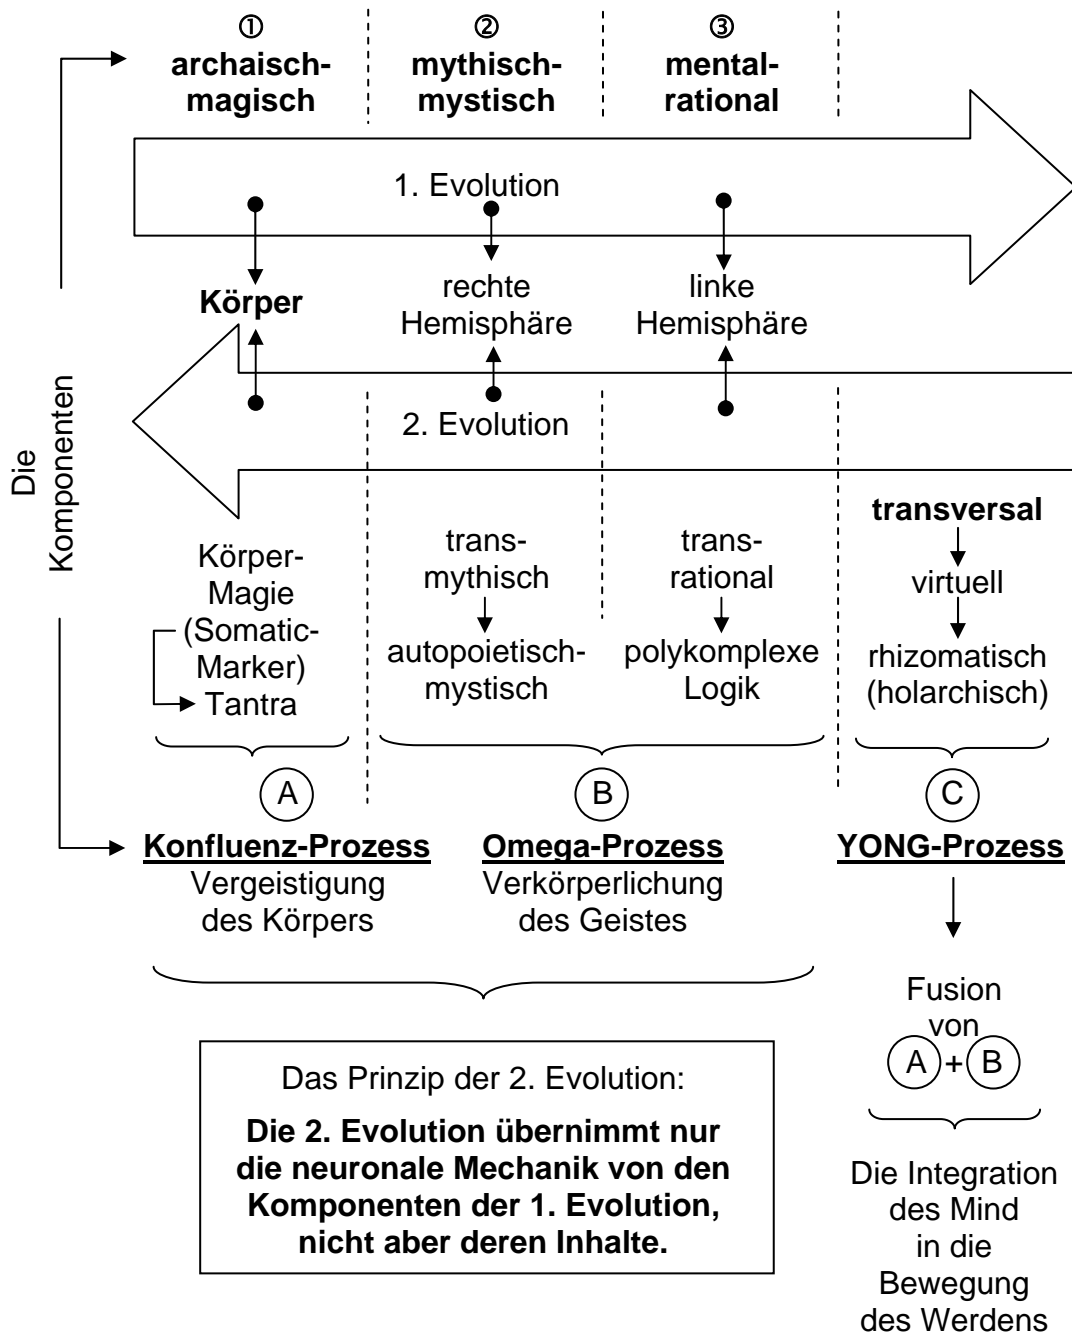 ①
archaisch-
magisch
②
mythisch-
mystisch
③
mental-
rational
1. Evolution
Körper
rechte
Hemisphäre
linke
Hemisphäre
2. Evolution
Die
Komponenten
Körper-
Magie
(Somatic-
Marker)
Tantra
trans-
mythisch
autopoietisch-
mystisch
trans-
rational
polykomplexe
Logik
transversal
virtuell
rhizomatisch
(holarchisch)
A
B
C
Konfluenz-Prozess
Vergeistigung
des Körpers
Omega-Prozess
Verkörperlichung
des Geistes
YONG-Prozess
Fusion
von
A + B
Die Integration
des Mind
in die
Bewegung
des Werdens
Das Prinzip der 2. Evolution:
Die 2. Evolution übernimmt nur
die neuronale Mechanik von den
Komponenten der 1. Evolution,
nicht aber deren Inhalte.